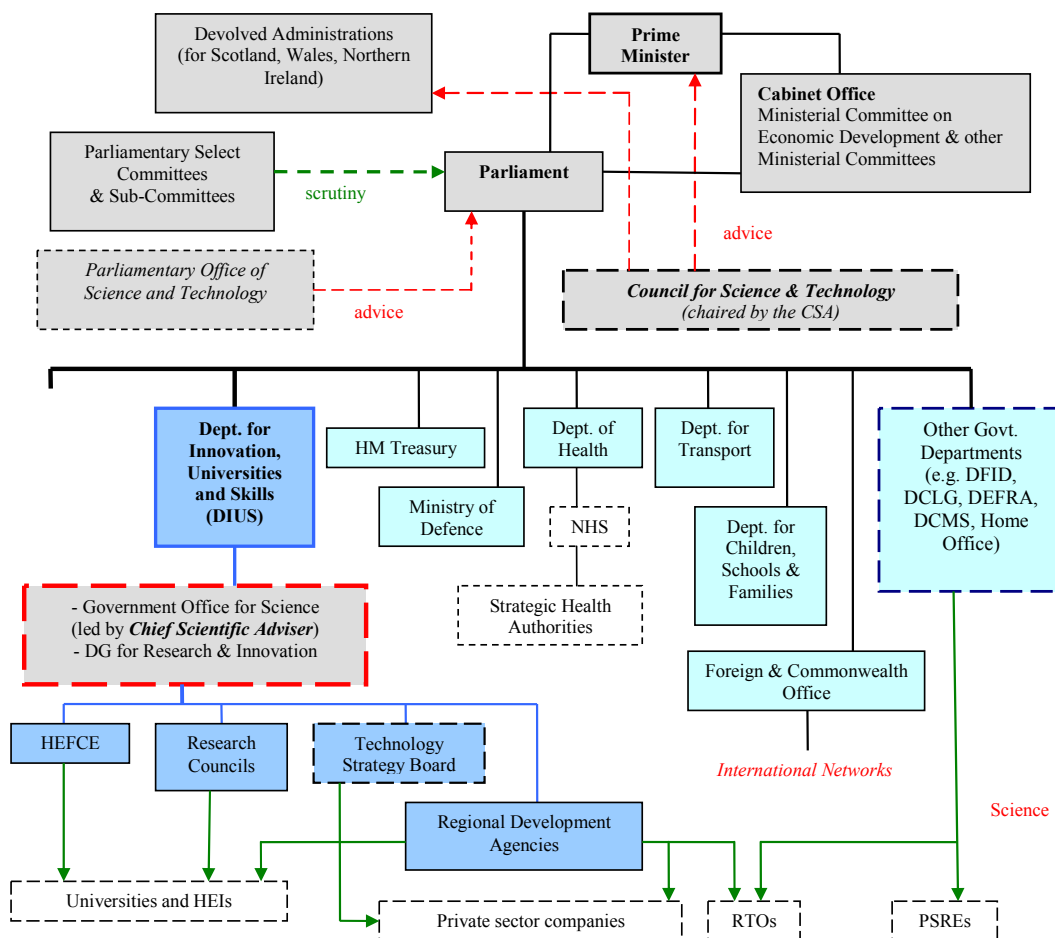 Devolved Administrations
(for Scotland, Wales, Northern
Ireland)
Prime
Minister
Cabinet Office
Ministerial Committee on
Economic Development & other
Ministerial Committees
Parliamentary Select
Committees
& Sub-Committees
scrutiny
Parliament
advice
Parliamentary Office of
Science and Technology
advice
Council for Science & Technology
(chaired by the CSA)
Dept. for
Innovation,
Universities
and Skills
(DIUS)
HM Treasury
Ministry of
Defence
Dept. of
Health
NHS
Strategic Health
Authorities
Dept. for
Transport
Dept. for
Children,
Schools &
Families
Other Govt.
Departments
(e.g. DFID,
DCLG, DEFRA,
DCMS, Home
Office)
- Government Office for Science
(led by Chief Scientific Adviser)
- DG for Research & Innovation
Foreign & Commonwealth
Office
International Networks
HEFCE
Research
Councils
Technology
Strategy Board
Regional Development
Agencies
Science
Universities and HEIs
Private sector companies
RTOs
PSREs